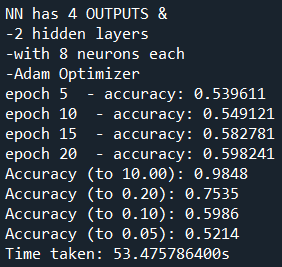 NN has 4 OUTPUTS &
-2 hidden layers
-with 8 neurons each
-Adam Optimizer
epoch 5  - accuracy: 0.539611
epoch 10  - accuracy: 0.549121
epoch 15  - accuracy: 0.582781
epoch 20  - accuracy: 0.598241
Accuracy (to 10.00): 0.9848
Accuracy (to 0.20): 0.7535
Accuracy (to 0.10): 0.5986
Accuracy (to 0.05): 0.5214
Time taken: 53.475786400s